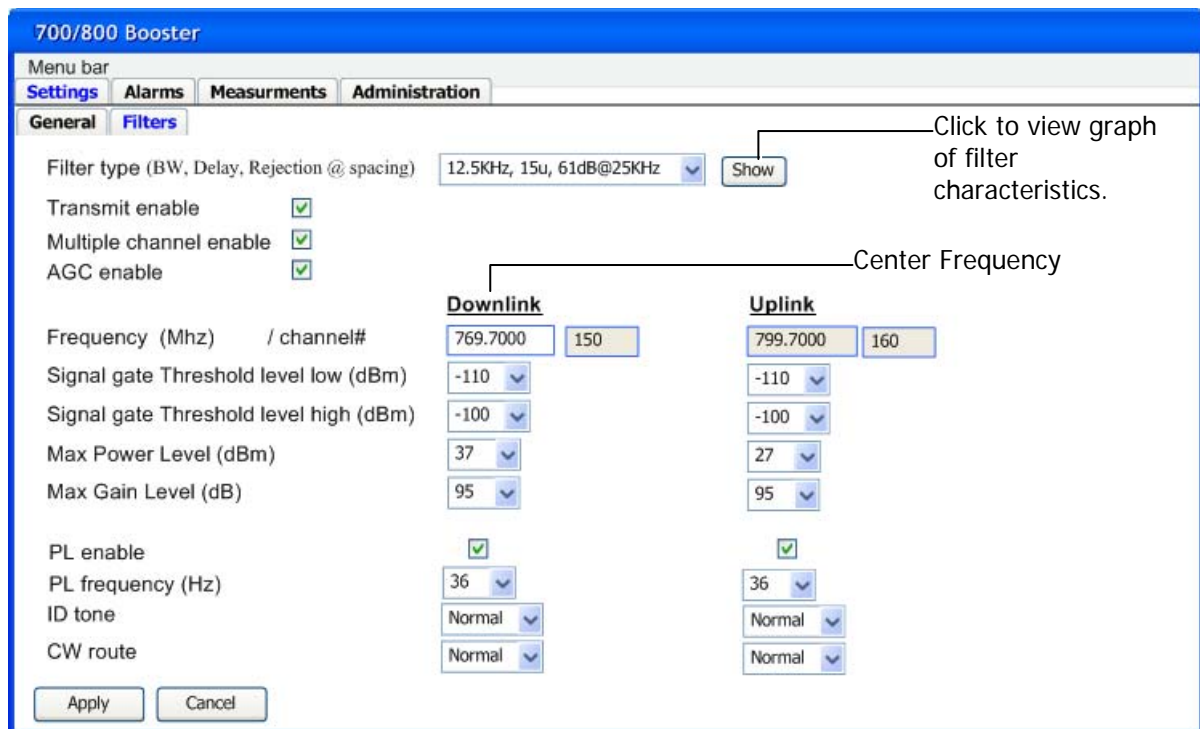 700/800 Booster
Menu bar
Settings Alarms Measurments Administration
General Filters
Click to view graph
of filter
characteristics.
Filter type (BW, Delay, Rejection @ spacing) 12.5KHz, 15u, 61dB@25KHz Show
Transmit enable
Multiple channel enable
AGC enable
Center Frequency
Downlink Uplink
Frequency (Mhz) / channel# 769.7000 150 799.7000 160
Signal gate Threshold level low (dBm) -110 -110
Signal gate Threshold level high (dBm) -100 -100
Max Power Level (dBm) 37 27
Max Gain Level (dB) 95 95
PL enable
PL frequency (Hz) 36 36
ID tone Normal Normal
CW route Normal Normal
Apply Cancel